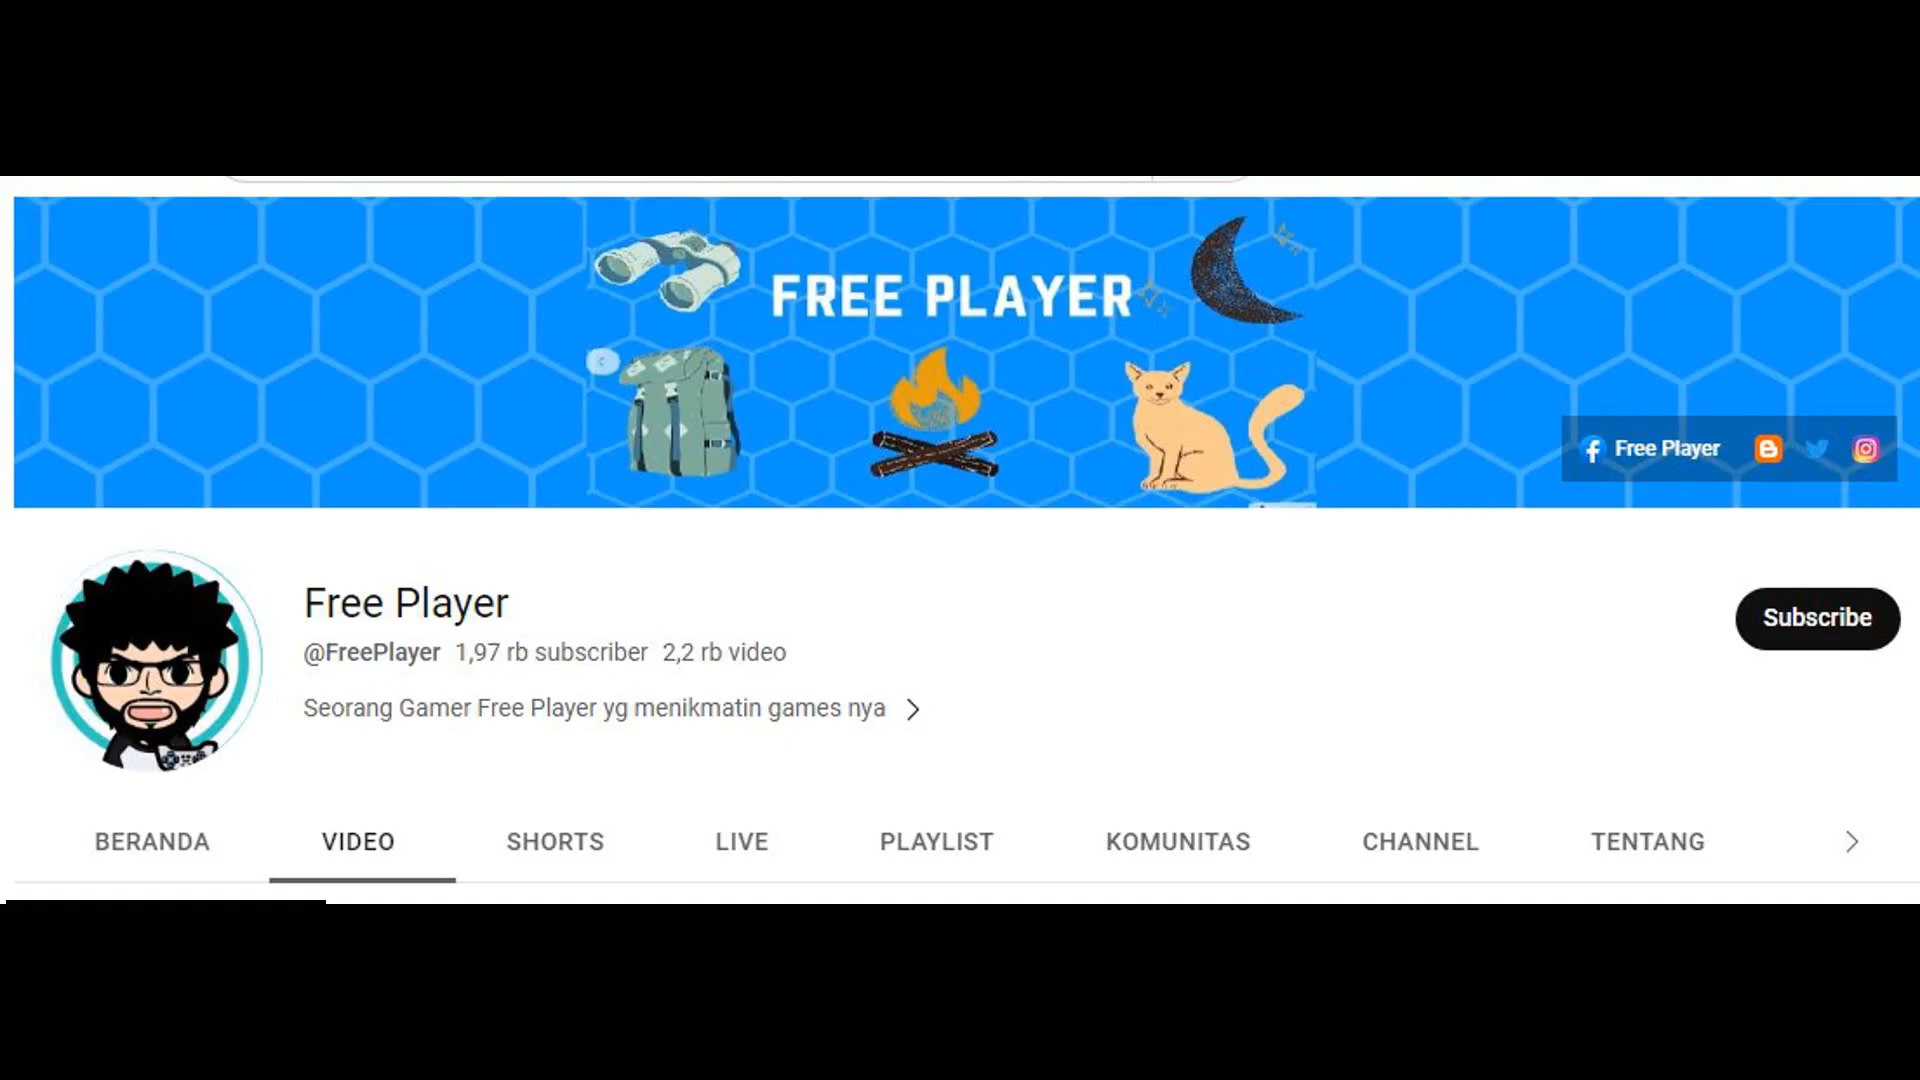 FREE PLAYER
Free Player
Free Player
@FreePlayer 1,97 rb subscriber 2,2 rb video
Subscribe
Seorang Gamer Free Player yg menikmatin games nya
BERANDA VIDEO SHORTS LIVE PLAYLIST KOMUNITAS CHANNEL TENTANG